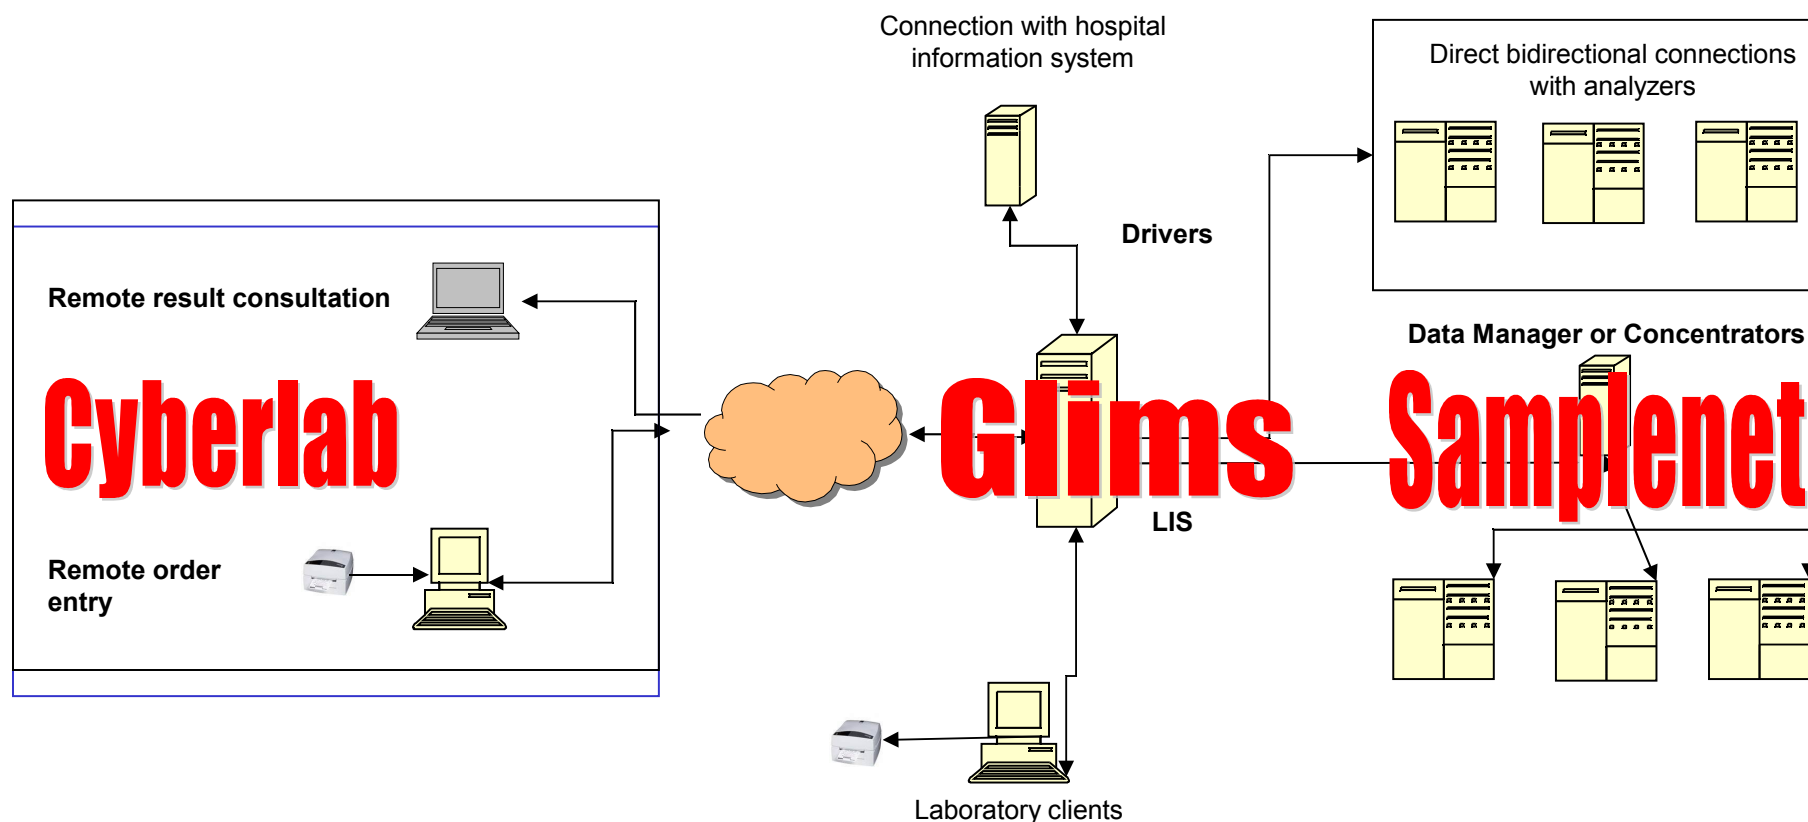 Connection with hospital
information system
Direct bidirectional connections
with analyzers
Drivers
Remote result consultation
Data Manager or Concentrators
Cyberlab
Glims
Samplenet
LIS
Remote order
entry
Laboratory clients